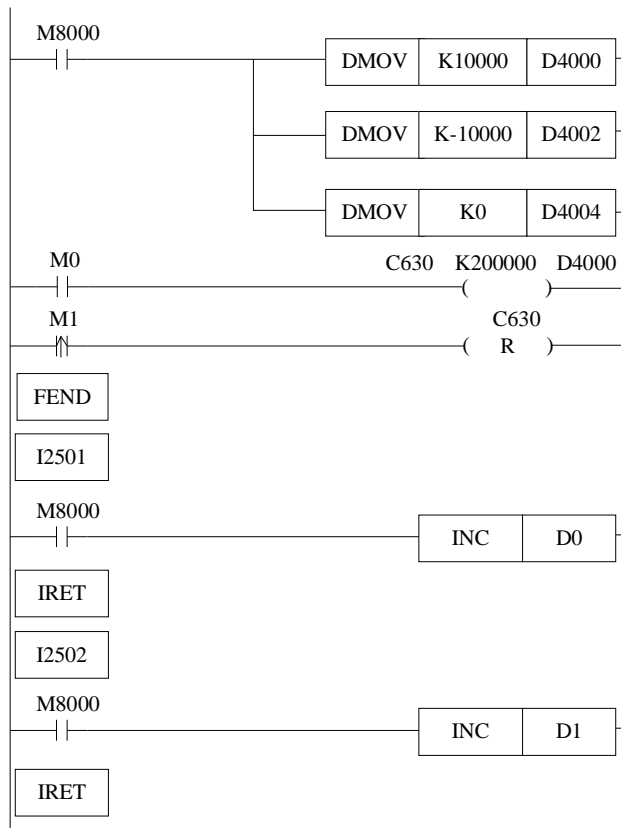 M8000
DMOV K10000 D4000
DMOV K-10000 D4002
DMOV K0 D4004
M0 C630 K200000 D4000
( )
M1 C630
( R )
FEND
I2501
M8000
INC D0
IRET
I2502
M8000
INC D1
IRET